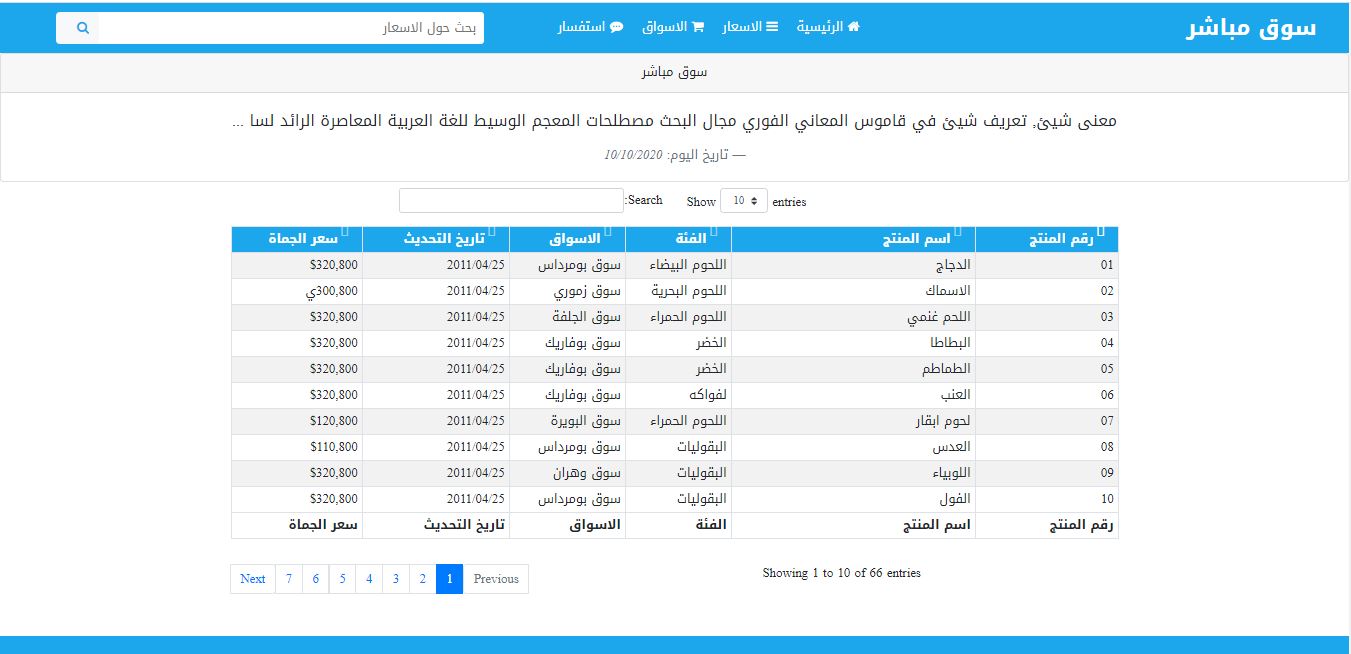 سوق مباشر
الرئيسية
الاسعار
الاسواق
استفسار
بحث حول الاسعار
سوق مباشر
معنى شيئ, تعريف شيئ في قاموس المعاني الفوري مجال البحث مصطلحات المعجم الوسيط للغة العربية المعاصرة الرائد لسا ...
— تاريخ اليوم: 10/10/2020
Show 10 entries
Search:
رقم المنتج اسم المنتج الفئة الاسواق تاريخ التحديث سعر الجماة
01 الدجاج اللحوم البيضاء سوق بومرداس 2011/04/25 $320,800
02 الاسماك اللحوم البحرية سوق زموري 2011/04/25 300,800ي
03 اللحم غنمي اللحوم الحمراء سوق الجلفة 2011/04/25 $320,800
04 البطاطا الخضر سوق بوفاريك 2011/04/25 $320,800
05 الطماطم الخضر سوق بوفاريك 2011/04/25 $320,800
06 العنب لفواكه سوق بوفاريك 2011/04/25 $320,800
07 لحوم ابقار اللحوم الحمراء سوق البويرة 2011/04/25 $120,800
08 العدس البقوليات سوق بومرداس 2011/04/25 $110,800
09 اللوبياء البقوليات سوق وهران 2011/04/25 $320,800
10 الفول البقوليات سوق بومرداس 2011/04/25 $320,800
رقم المنتج اسم المنتج الفئة الاسواق تاريخ التحديث سعر الجماة
Showing 1 to 10 of 66 entries
Previous 1 2 3 4 5 6 7 Next